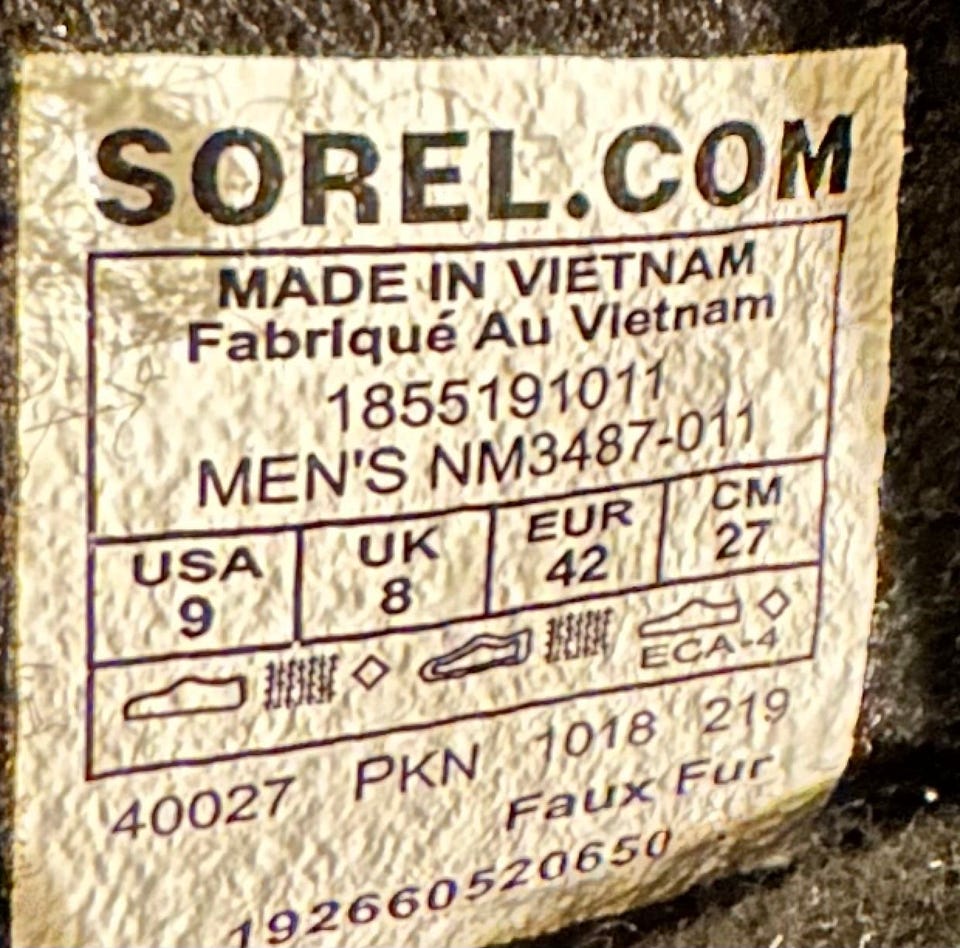 SOREL.COM
MADE IN VIETNAM
Fabriqué Au Vietnam
1855191011
MEN'S NM3487-011
USA UK EUR CM
9 8 42 27
ECA-4
40027 PKN 1018 219
Faux Fur
192660520650